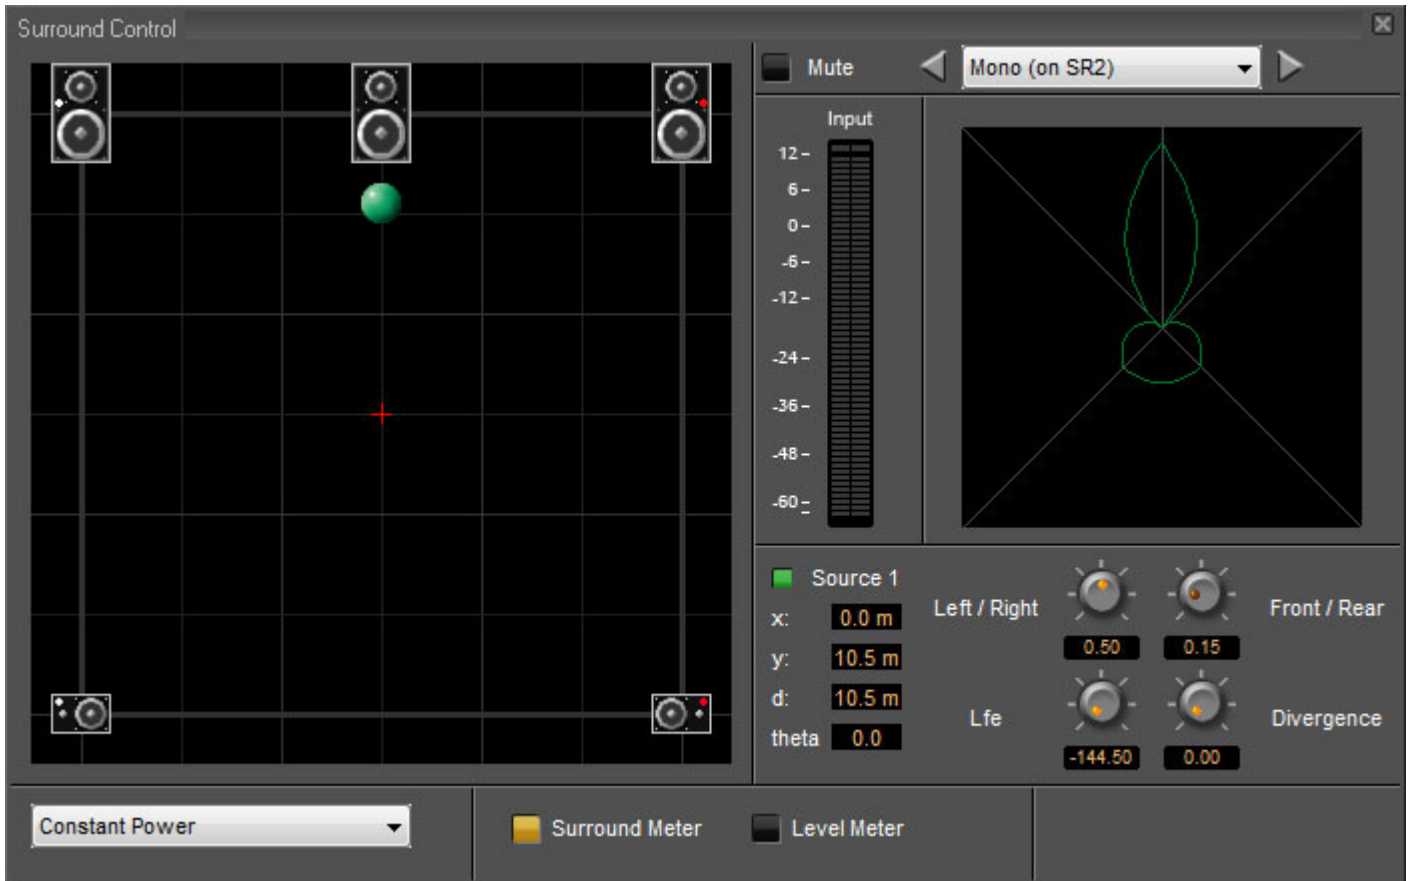 Surround Control
Mute
Mono (on SR2)
Input
12
6
0
-6
-12
-24
-36
-48
-60
Source 1
x: 0.0 m
y: 10.5 m
d: 10.5 m
theta 0.0
Left / Right
0.50
0.15
Front / Rear
Lfe
-144.50
0.00
Divergence
Constant Power
Surround Meter
Level Meter